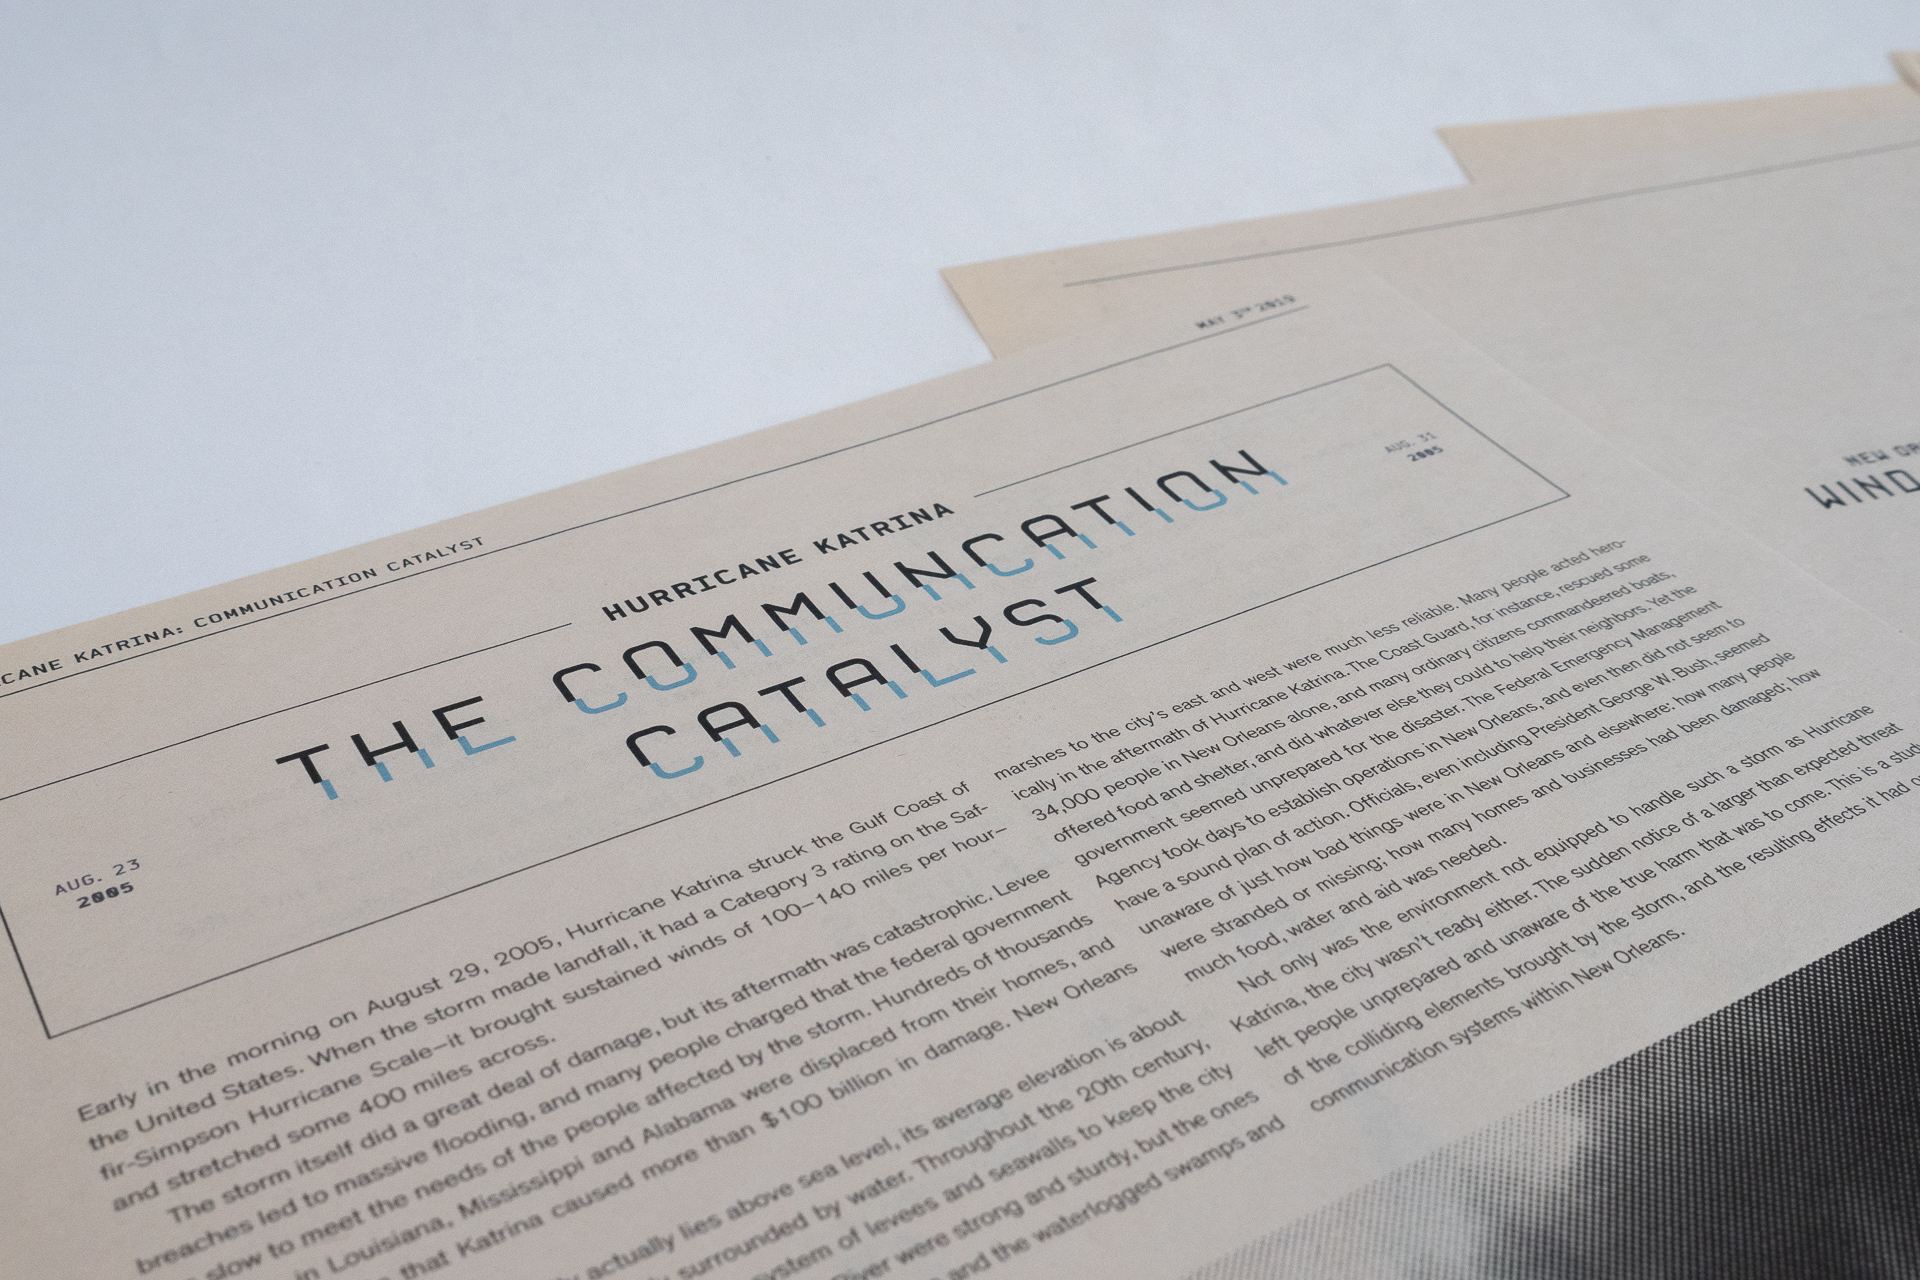 CANE KATRINA: COMMUNICATION CATALYST
MAY 3RD 2019
HURRICANE KATRINA
THE COMMUNCATION
CATALYST
AUG. 23
2005
AUG. 31
2005
Early in the morning on August 29, 2005, Hurricane Katrina struck the Gulf Coast of
the United States. When the storm made landfall, it had a Category 3 rating on the Saf-
fir-Simpson Hurricane Scale–it brought sustained winds of 100–140 miles per hour–
and stretched some 400 miles across.
The storm itself did a great deal of damage, but its aftermath was catastrophic. Levee
breaches led to massive flooding, and many people charged that the federal government
slow to meet the needs of the people affected by the storm. Hundreds of thousands
in Louisiana, Mississippi and Alabama were displaced from their homes, and
that Katrina caused more than $100 billion in damage. New Orleans
actually lies above sea level, its average elevation is about
surrounded by water. Throughout the 20th century,
system of levees and seawalls to keep the city
River were strong and sturdy, but the ones
and the waterlogged swamps and
marshes to the city's east and west were much less reliable. Many people acted hero-
ically in the aftermath of Hurricane Katrina. The Coast Guard, for instance, rescued some
34,000 people in New Orleans alone, and many ordinary citizens commandeered boats,
offered food and shelter, and did whatever else they could to help their neighbors. Yet the
government seemed unprepared for the disaster. The Federal Emergency Management
Agency took days to establish operations in New Orleans, and even then did not seem to
have a sound plan of action. Officials, even including President George W. Bush, seemed
unaware of just how bad things were in New Orleans and elsewhere: how many people
were stranded or missing; how many homes and businesses had been damaged; how
much food, water and aid was needed.
Not only was the environment not equipped to handle such a storm as Hurricane
Katrina, the city wasn't ready either. The sudden notice of a larger than expected threat
left people unprepared and unaware of the true harm that was to come. This is a stud
of the colliding elements brought by the storm, and the resulting effects it had o
communication systems within New Orleans.
NEW OR
WIND